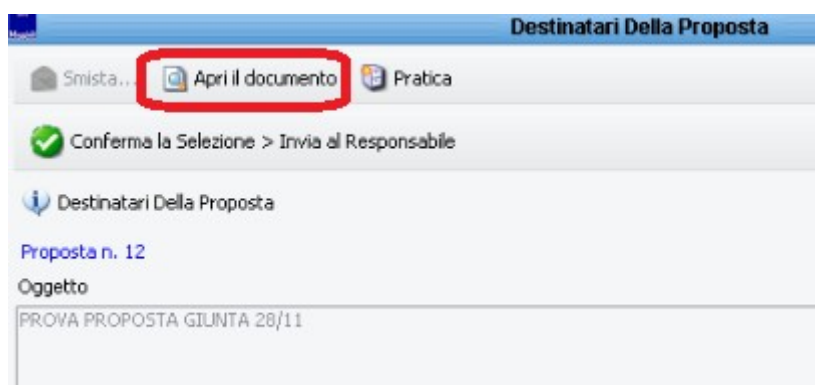 Destinatari Della Proposta
Smista... Apri il documento Pratica
Conferma la Selezione > Invia al Responsabile
Destinatari Della Proposta
Proposta n. 12
Oggetto
PROVA PROPOSTA GIUNTA 28/11